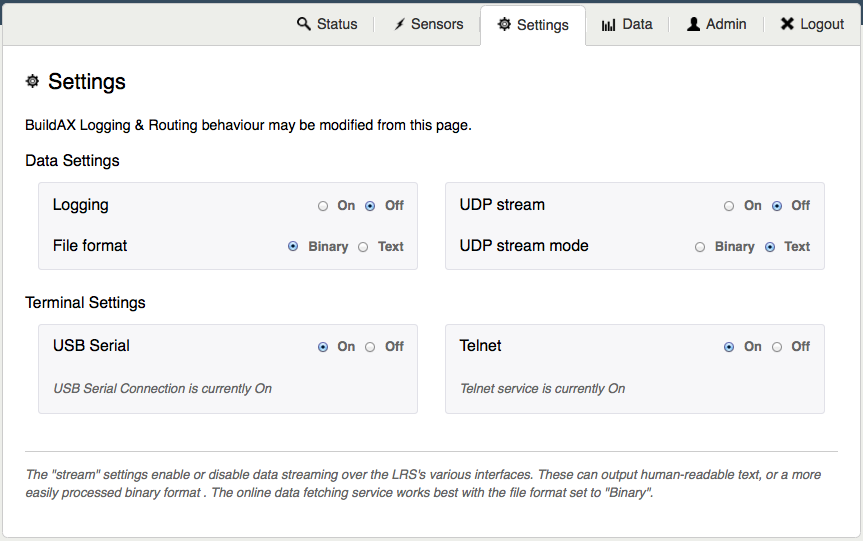 Status Sensors Settings Data Admin Logout
Settings
BuildAX Logging & Routing behaviour may be modified from this page.
Data Settings
Logging On Off
File format Binary Text
UDP stream On Off
UDP stream mode Binary Text
Terminal Settings
USB Serial On Off
USB Serial Connection is currently On
Telnet On Off
Telnet service is currently On
The "stream" settings enable or disable data streaming over the LRS's various interfaces. These can output human-readable text, or a more
easily processed binary format . The online data fetching service works best with the file format set to "Binary".